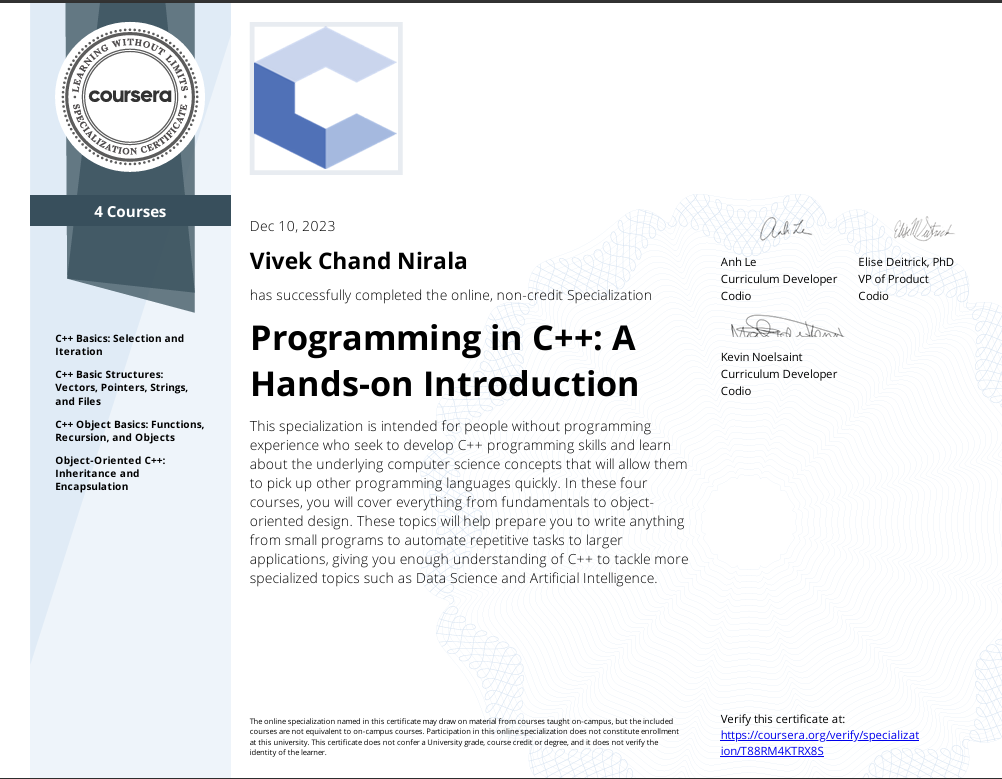 LEARNING WITHOUT LIMITS
coursera
SPECIALIZATION CERTIFICATE
4 Courses
C++ Basics: Selection and
Iteration
C++ Basic Structures:
Vectors, Pointers, Strings,
and Files
C++ Object Basics: Functions,
Recursion, and Objects
Object-Oriented C++:
Inheritance and
Encapsulation
Dec 10, 2023
Vivek Chand Nirala
has successfully completed the online, non-credit Specialization
Programming in C++: A
Hands-on Introduction
This specialization is intended for people without programming
experience who seek to develop C++ programming skills and learn
about the underlying computer science concepts that will allow them
to pick up other programming languages quickly. In these four
courses, you will cover everything from fundamentals to object-
oriented design. These topics will help prepare you to write anything
from small programs to automate repetitive tasks to larger
applications, giving you enough understanding of C++ to tackle more
specialized topics such as Data Science and Artificial Intelligence.
Anh Le
Anh Le
Curriculum Developer
Codio
Elise Deitrick, PhD
VP of Product
Codio
Kevin Noelsaint
Curriculum Developer
Codio
The online specialization named in this certificate may draw on material from courses taught on-campus, but the included
courses are not equivalent to on-campus courses. Participation in this online specialization does not constitute enrollment
at this university. This certificate does not confer a University grade, course credit or degree, and it does not verify the
identity of the learner.
Verify this certificate at:
https://coursera.org/verify/specializat
ion/T88RM4KTRX8S